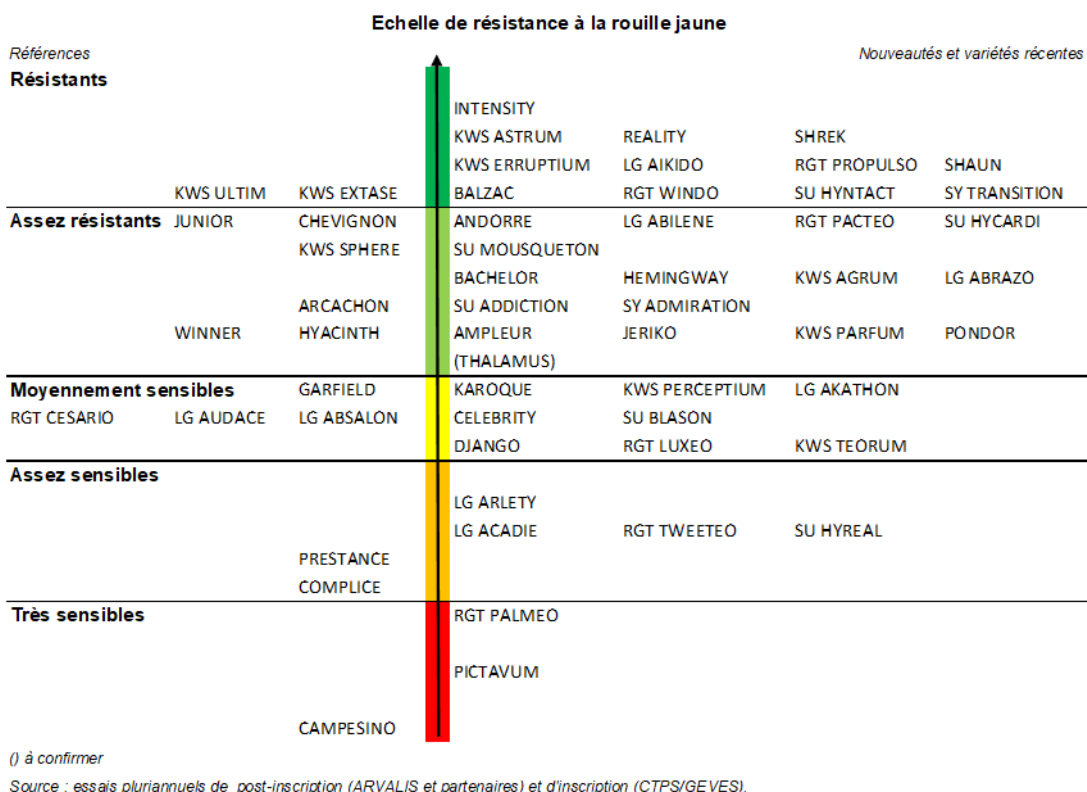 Echelle de résistance à la rouille jaune
Références Nouveautés et variétés récentes
Résistants
INTENSITY
KWS ASTRUM REALITY SHREK
KWS ERRUPTIUM LG AIKIDO RGT PROPULSO SHAUN
KWS ULTIM KWS EXTASE BALZAC RGT WINDO SU HYNTACT SY TRANSITION
Assez résistants JUNIOR CHEVIGNON ANDORRE LG ABILENE RGT PACTEO SU HYCARDI
KWS SPHERE SU MOUSQUETON
BACHELOR HEMINGWAY KWS AGRUM LG ABRAZO
ARCACHON SU ADDICTION SY ADMIRATION
WINNER HYACINTH AMPLEUR JERIKO KWS PARFUM PONDOR
(THALAMUS)
Moyennement sensibles GARFIELD KAROQUE KWS PERCEPTIUM LG AKATHON
RGT CESARIO LG AUDACE LG ABSALON CELEBRITY SU BLASON
DJANGO RGT LUXEO KWS TEORUM
Assez sensibles
LG ARLETY
LG ACADIE RGT TWEETEO SU HYREAL
PRESTANCE
COMPLICE
Très sensibles RGT PALMEO
PICTAVUM
CAMPESINO
() à confirmer
Source : essais pluriannuels de post-inscription (ARVALIS et partenaires) et d'inscription (CTPS/GEVES).